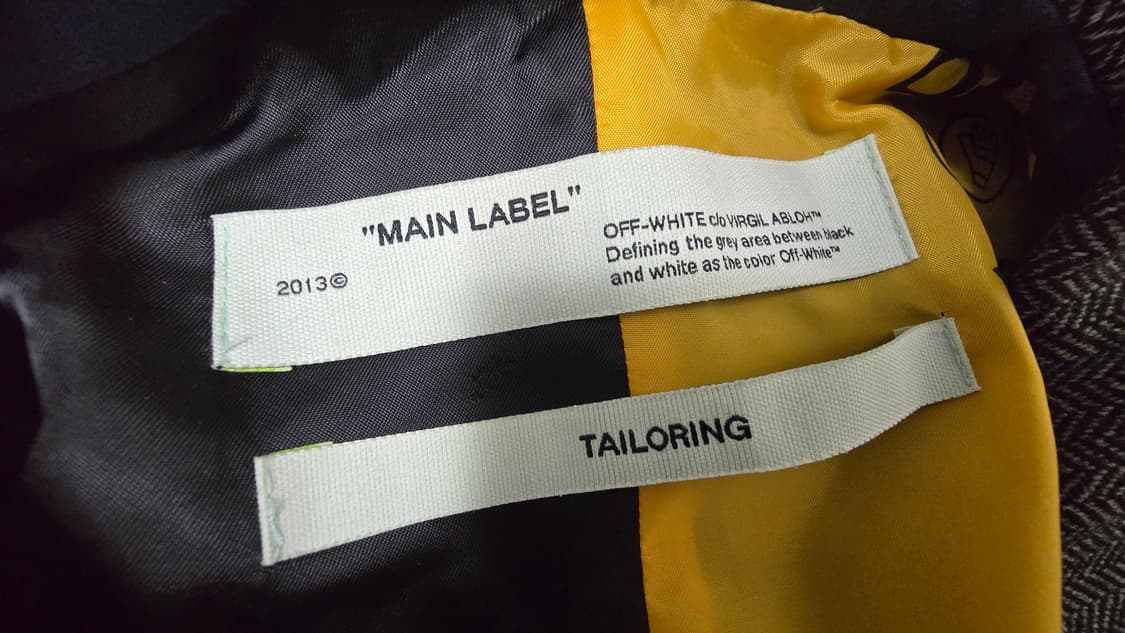 "MAIN LABEL"
2013©
OFF-WHITE c/o VIRGIL ABLOH™
Defining the grey area between black
and white as the color Off-White™
TAILORING